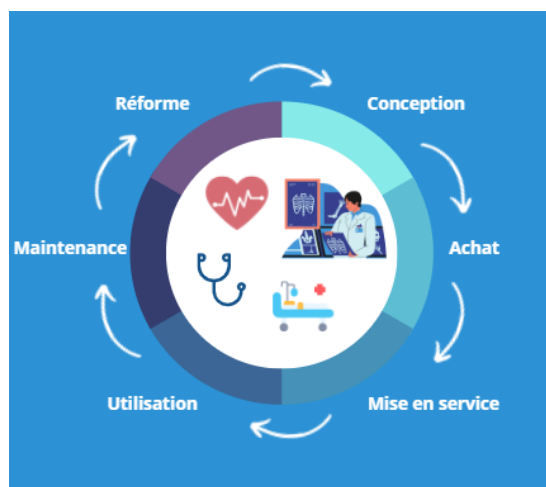 Réforme
Conception
Maintenance
Achat
Utilisation
Mise en service